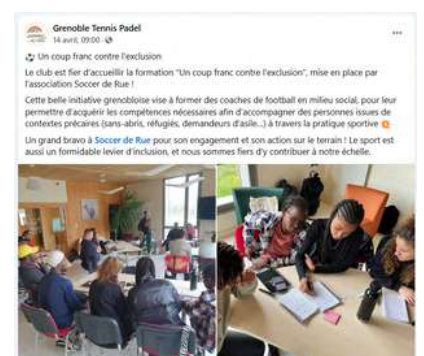 Grenoble Tennis Padel
14 avril, 09:00
Un coup franc contre l'exclusion
Le club est fier d'accueillir la formation "Un coup franc contre l'exclusion", mise en place par
l'association Soccer de Rue !
Cette belle initiative grenobloise vise à former des coaches de football en milieu social, pour leur
permettre d'acquérir les compétences nécessaires afin d'accompagner des personnes issues de
contextes précaires (sans-abris, réfugiés, demandeurs d'asile...) à travers la pratique sportive
Un grand bravo à Soccer de Rue pour son engagement et son action sur le terrain ! Le sport est
aussi un formidable levier d'inclusion, et nous sommes fiers d'y contribuer à notre échelle.